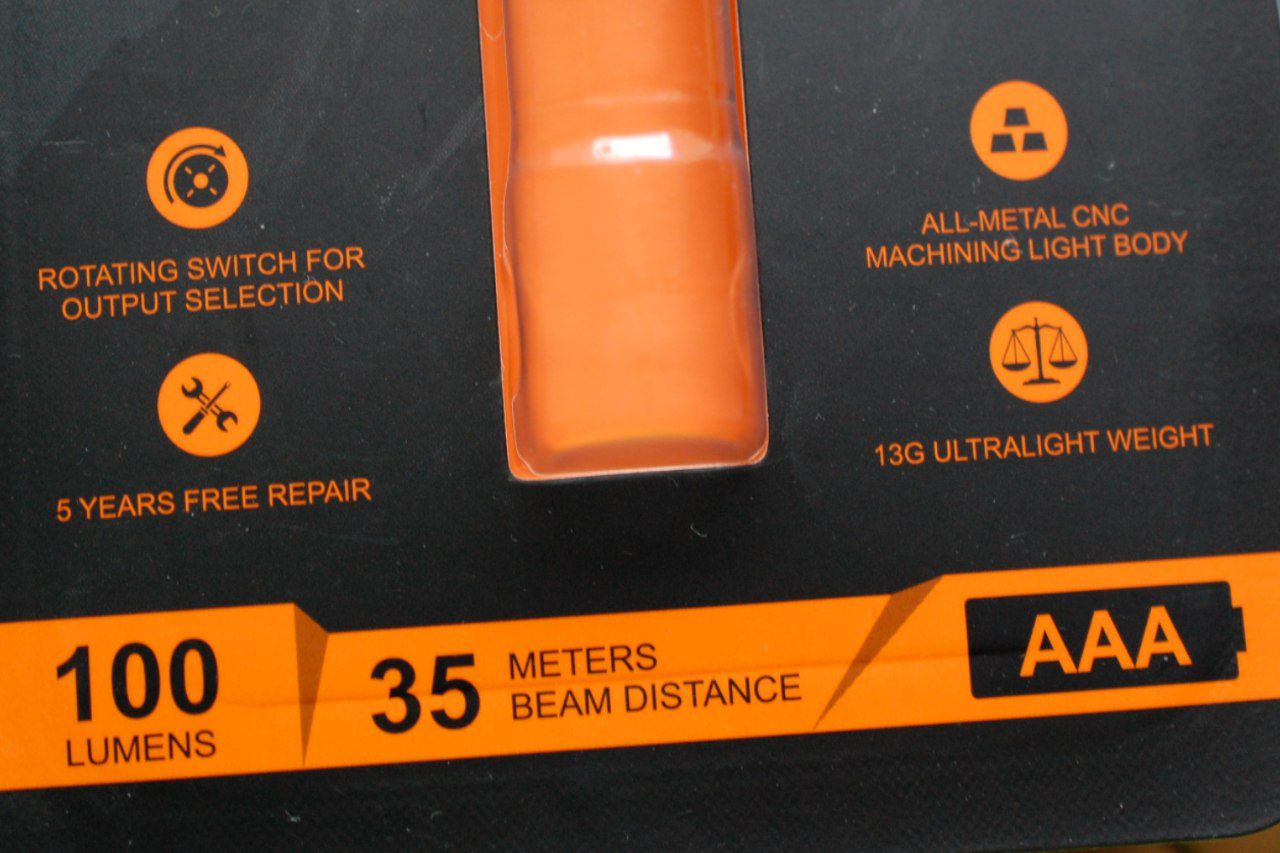 ROTATING SWITCH FOR
OUTPUT SELECTION
5 YEARS FREE REPAIR
ALL-METAL CNC
MACHINING LIGHT BODY
13G ULTRALIGHT WEIGHT
100
LUMENS
35
METERS
BEAM DISTANCE
AAA